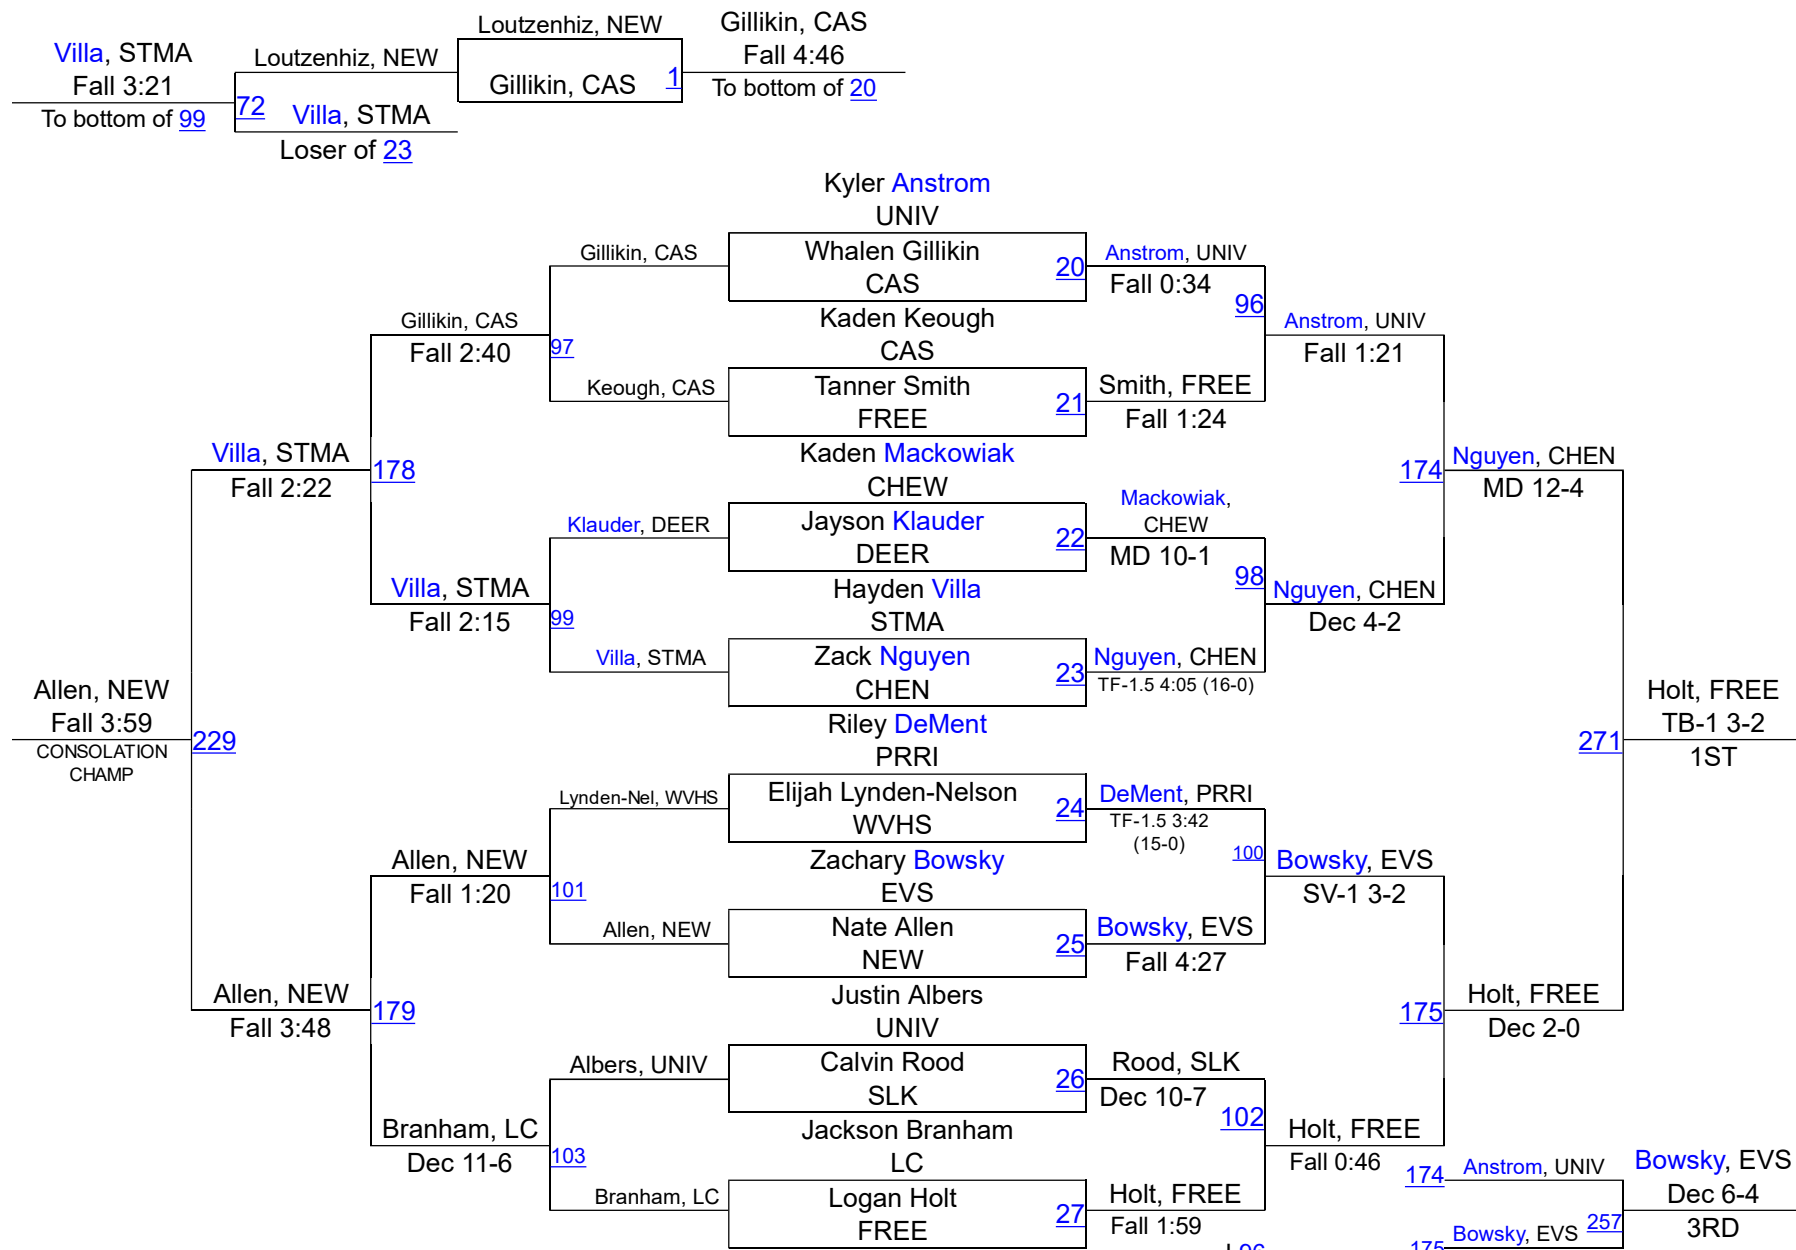 Villa, STMA
Fall 3:21
To bottom of 99
72
Loutzenhiz, NEW
Villa, STMA
Loser of 23
Loutzenhiz, NEW
Gillikin, CAS
1
Gillikin, CAS
Fall 4:46
To bottom of 20
Kyler Anstrom
UNIV
Gillikin, CAS
Whalen Gillikin
CAS
20
Anstrom, UNIV
Fall 0:34
Kaden Keough
CAS
96
Anstrom, UNIV
Fall 1:21
Gillikin, CAS
Fall 2:40
97
Keough, CAS
Tanner Smith
FREE
21
Smith, FREE
Fall 1:24
Kaden Mackowiak
CHEW
Villa, STMA
Fall 2:22
178
174
Nguyen, CHEN
MD 12-4
Klauder, DEER
Jayson Klauder
DEER
22
Mackowiak,
CHEW
MD 10-1
Hayden Villa
STMA
98
Nguyen, CHEN
Dec 4-2
Villa, STMA
Fall 2:15
99
Villa, STMA
Zack Nguyen
CHEN
23
Nguyen, CHEN
TF-1.5 4:05 (16-0)
Allen, NEW
Fall 3:59
CONSOLATION
CHAMP
229
Riley DeMent
PRRI
271
Holt, FREE
TB-1 3-2
1ST
Lynden-Nel, WVHS
Elijah Lynden-Nelson
WVHS
24
DeMent, PRRI
TF-1.5 3:42
(15-0)
Zachary Bowsky
EVS
100
Bowsky, EVS
SV-1 3-2
Allen, NEW
Fall 1:20
101
Allen, NEW
Nate Allen
NEW
25
Bowsky, EVS
Fall 4:27
Justin Albers
UNIV
Allen, NEW
Fall 3:48
179
175
Holt, FREE
Dec 2-0
Albers, UNIV
Calvin Rood
SLK
26
Rood, SLK
Dec 10-7
Jackson Branham
LC
102
Holt, FREE
Fall 0:46
Branham, LC
Dec 11-6
103
Branham, LC
Logan Holt
FREE
27
Holt, FREE
Fall 1:59
174
Anstrom, UNIV
Bowsky, EVS
Dec 6-4
3RD
257
175
Bowsky, EVS
L96